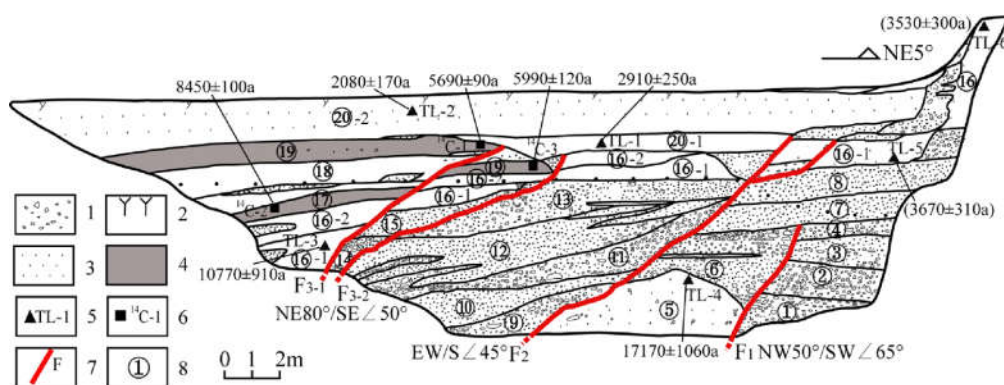 (3530±300a)
TL-6
NE5°
8450±100a
2080±170a
5690±90a
5990±120a
2910±250a
⑳-2
TL-2
⑯
⑲
¹⁴C-1
¹⁴C-3
TL-1
⑳-1
⑱
⑲
⑯-2
⑯-1
⑯-1
TL-5
⑰
⑯-1
⑧
¹⁴C-2
⑯-2
⑮
⑬
⑦
(3670±310a)
④
TL-3
⑫
⑪
③
⑯-1
⑭
⑥
②
10770±910a
F3-1
F3-2
TL-4
NE80°/SE∠50°
⑩
⑤
①
⑨
17170±1060a
EW/S∠45°
F2
F1
NW50°/SW∠65°
1
2
3
4
TL-1
5
¹⁴C-1
6
F
7
①
8
0 1 2m